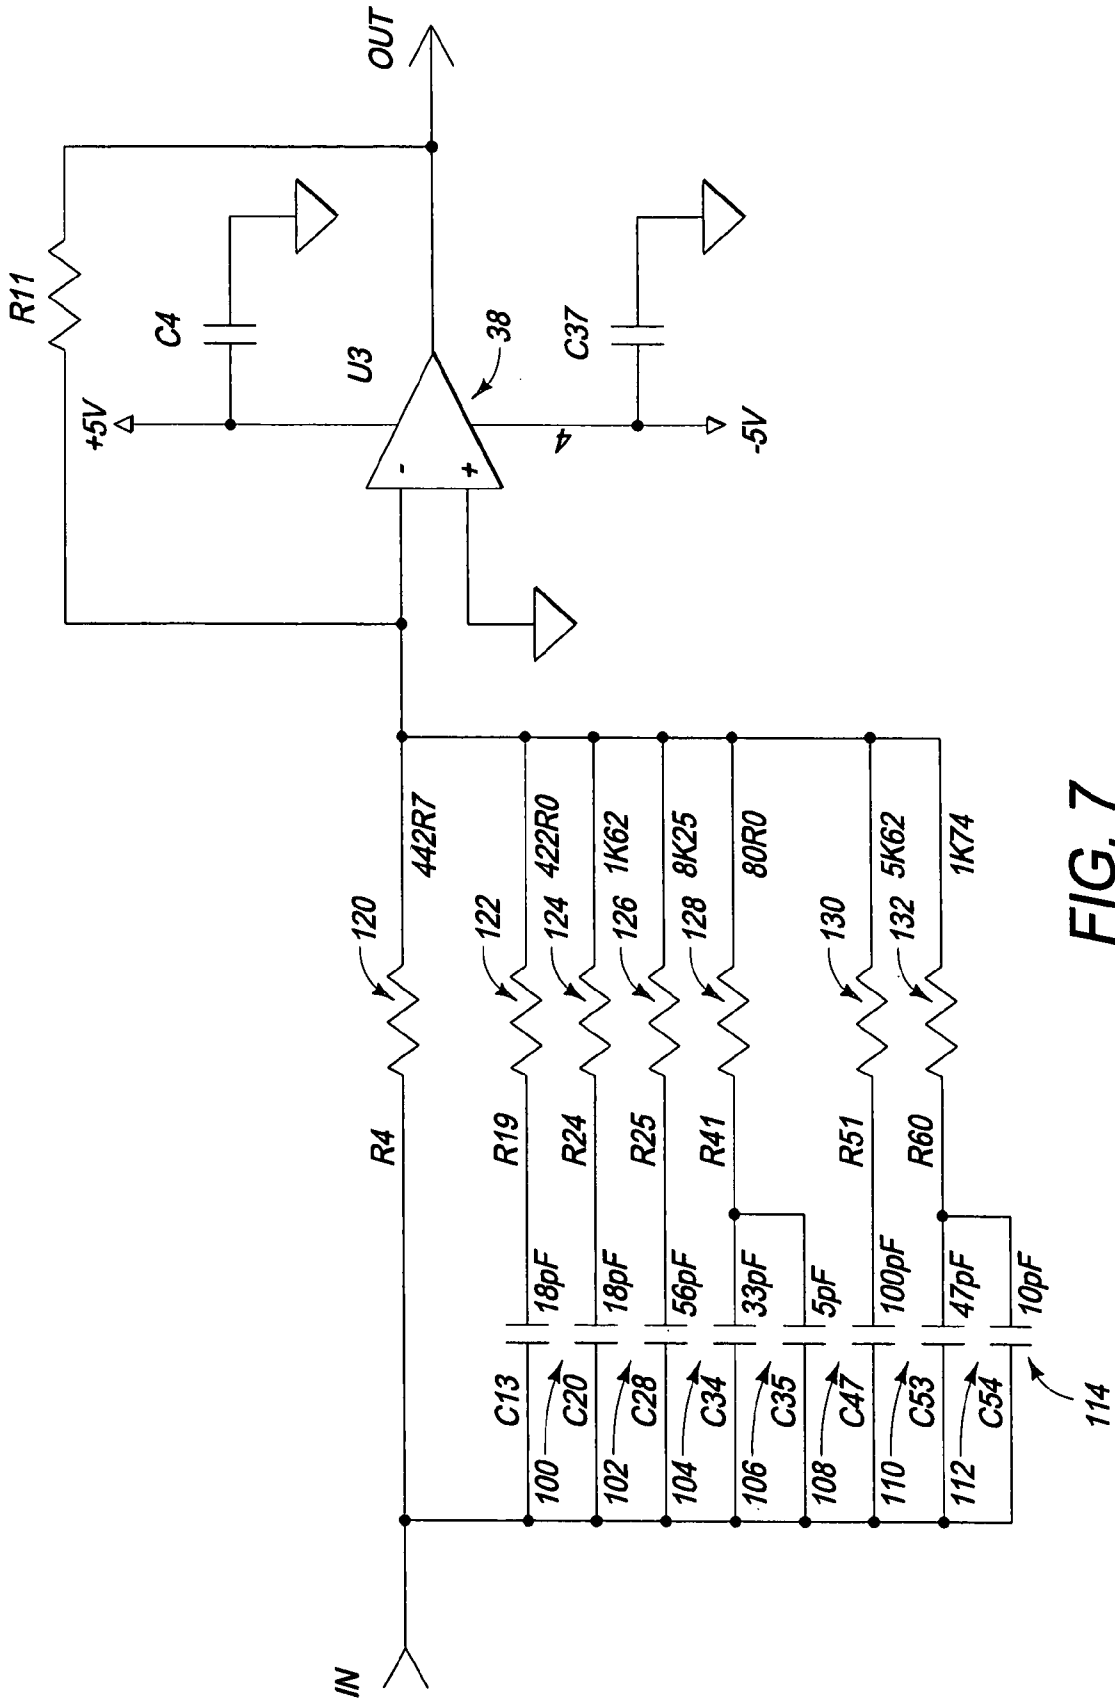 R11
OUT
+5V
C4
U3
-
+
38
4
C37
-5V
IN
R4
120
442R7
C13
18pF
R19
122
422R0
100
C20
18pF
R24
124
1K62
102
C28
56pF
R25
126
8K25
104
C34
33pF
R41
128
80R0
106
C35
5pF
108
C47
100pF
R51
130
5K62
110
C53
47pF
R60
132
1K74
112
C54
10pF
114
FIG. 7